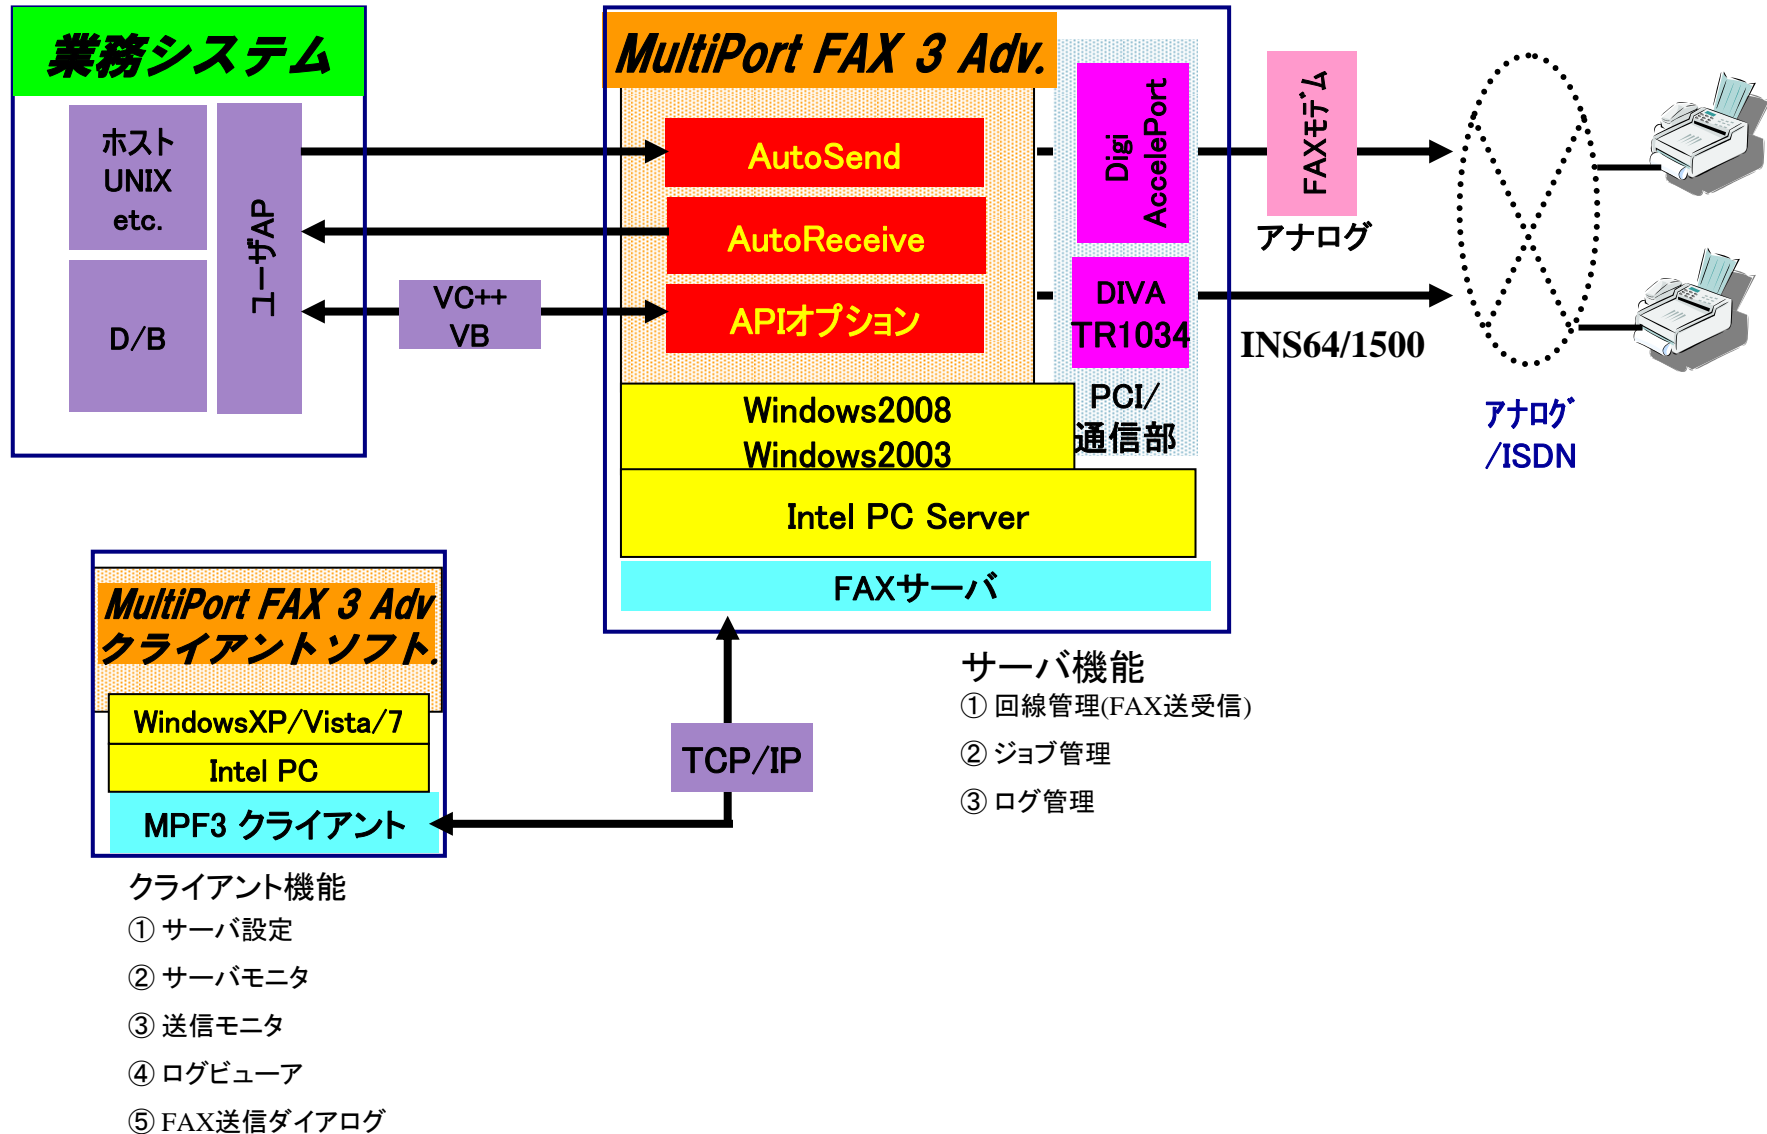 業務システム
ホスト
UNIX
etc.
D/B
ユーザAP
VC++
VB
MultiPort FAX 3 Adv.
AutoSend
AutoReceive
APIオプション
Digi
AccelePort
DIVA
TR1034
PCI/
通信部
Windows2008
Windows2003
Intel PC Server
FAXサーバ
FAXﾓﾃﾞﾑ
アナログ
INS64/1500
ｱﾅﾛｸﾞ
/ISDN
MultiPort FAX 3 Adv
クライアントソフト.
WindowsXP/Vista/7
Intel PC
MPF3 クライアント
TCP/IP
サーバ機能
① 回線管理(FAX送受信)
② ジョブ管理
③ ログ管理
クライアント機能
① サーバ設定
② サーバモニタ
③ 送信モニタ
④ ログビューア
⑤ FAX送信ダイアログ